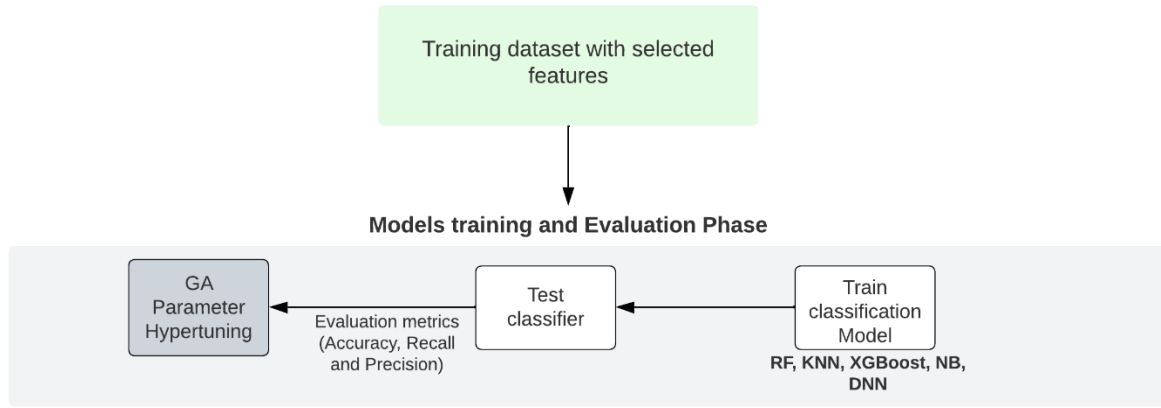 Training dataset with selected
features
Models training and Evaluation Phase
GA
Parameter
Hypertuning
Evaluation metrics
(Accuracy, Recall
and Precision)
Test
classifier
Train
classification
Model
RF, KNN, XGBoost, NB,
DNN